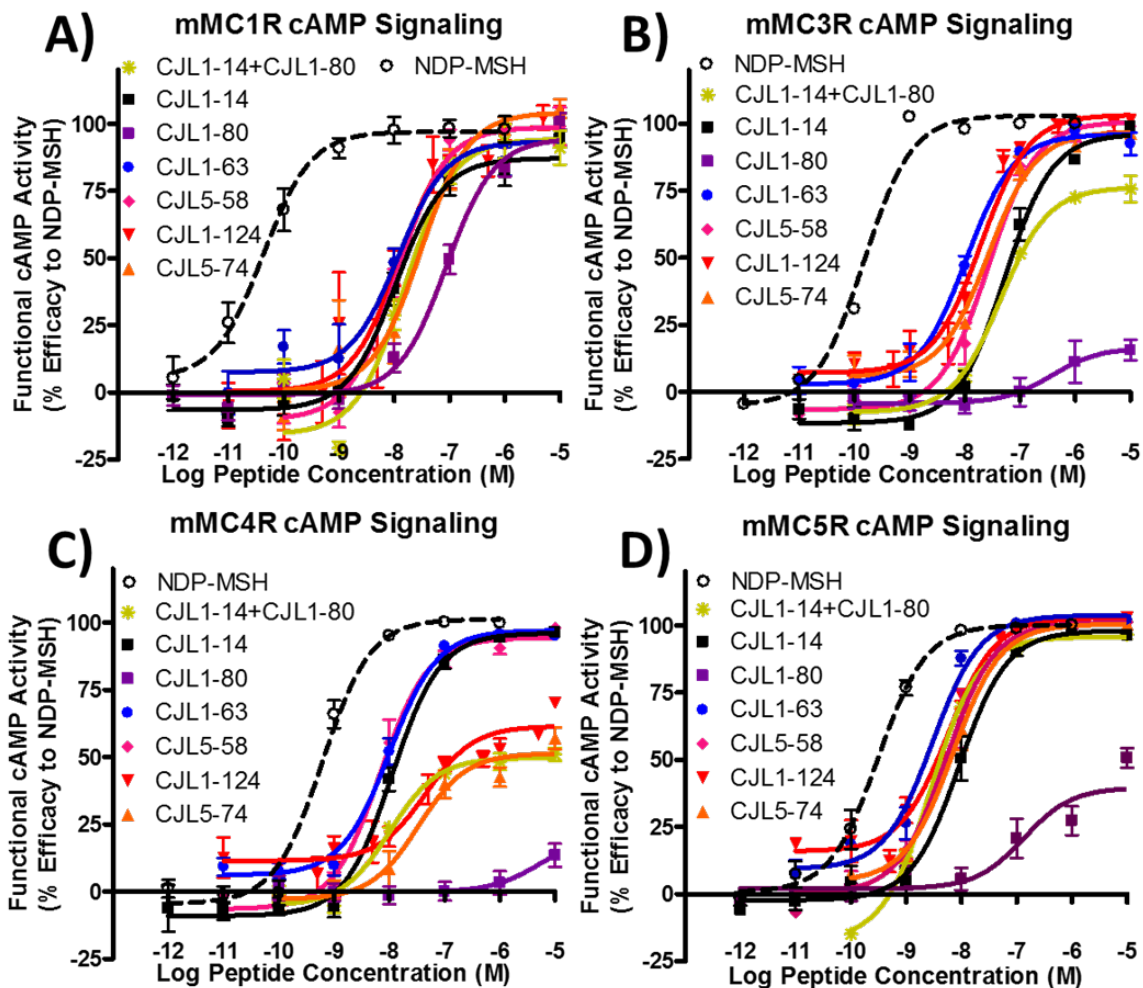 A)
mMC1R cAMP Signaling
Functional cAMP Activity
(% Efficacy to NDP-MSH)
CJL1-14+CJL1-80
NDP-MSH
CJL1-14
CJL1-80
CJL1-63
CJL5-58
CJL1-124
CJL5-74
100
75
50
25
0
-25
-12 -11 -10 -9 -8 -7 -6 -5
Log Peptide Concentration (M)
B)
mMC3R cAMP Signaling
Functional cAMP Activity
(% Efficacy to NDP-MSH)
NDP-MSH
CJL1-14+CJL1-80
CJL1-14
CJL1-80
CJL1-63
CJL5-58
CJL1-124
CJL5-74
100
75
50
25
0
-25
-12 -11 -10 -9 -8 -7 -6 -5
Log Peptide Concentration (M)
C)
mMC4R cAMP Signaling
Functional cAMP Activity
(% Efficacy to NDP-MSH)
NDP-MSH
CJL1-14+CJL1-80
CJL1-14
CJL1-80
CJL1-63
CJL5-58
CJL1-124
CJL5-74
100
75
50
25
0
-25
-12 -11 -10 -9 -8 -7 -6 -5
Log Peptide Concentration (M)
D)
mMC5R cAMP Signaling
Functional cAMP Activity
(% Efficacy to NDP-MSH)
NDP-MSH
CJL1-14+CJL1-80
CJL1-14
CJL1-80
CJL1-63
CJL5-58
CJL1-124
CJL5-74
100
75
50
25
0
-25
-12 -11 -10 -9 -8 -7 -6 -5
Log Peptide Concentration (M)